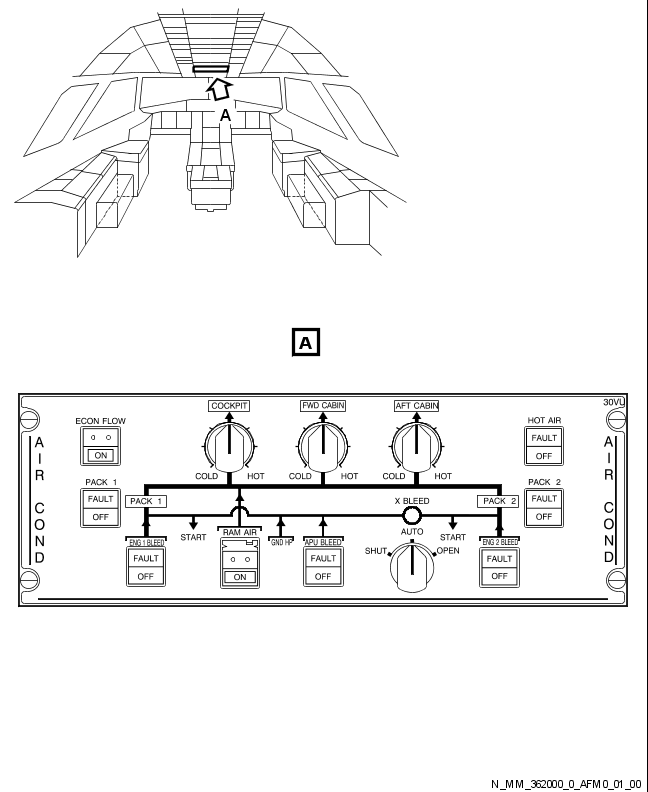 A
A
COCKPIT
FWD CABIN
AFT CABIN
30VU
ECON FLOW
ON
COLD HOT
COLD HOT
COLD HOT
HOT AIR
FAULT
OFF
AIR COND
AIR COND
PACK 1
FAULT
OFF
PACK 1
X BLEED
PACK 2
PACK 2
FAULT
OFF
START
RAM AIR
AUTO
START
ENG 1 BLEED
GND HP
APU BLEED
ENG 2 BLEED
SHUT
OPEN
FAULT
OFF
ON
FAULT
OFF
FAULT
OFF
N_MM_362000_0_AFM0_01_00